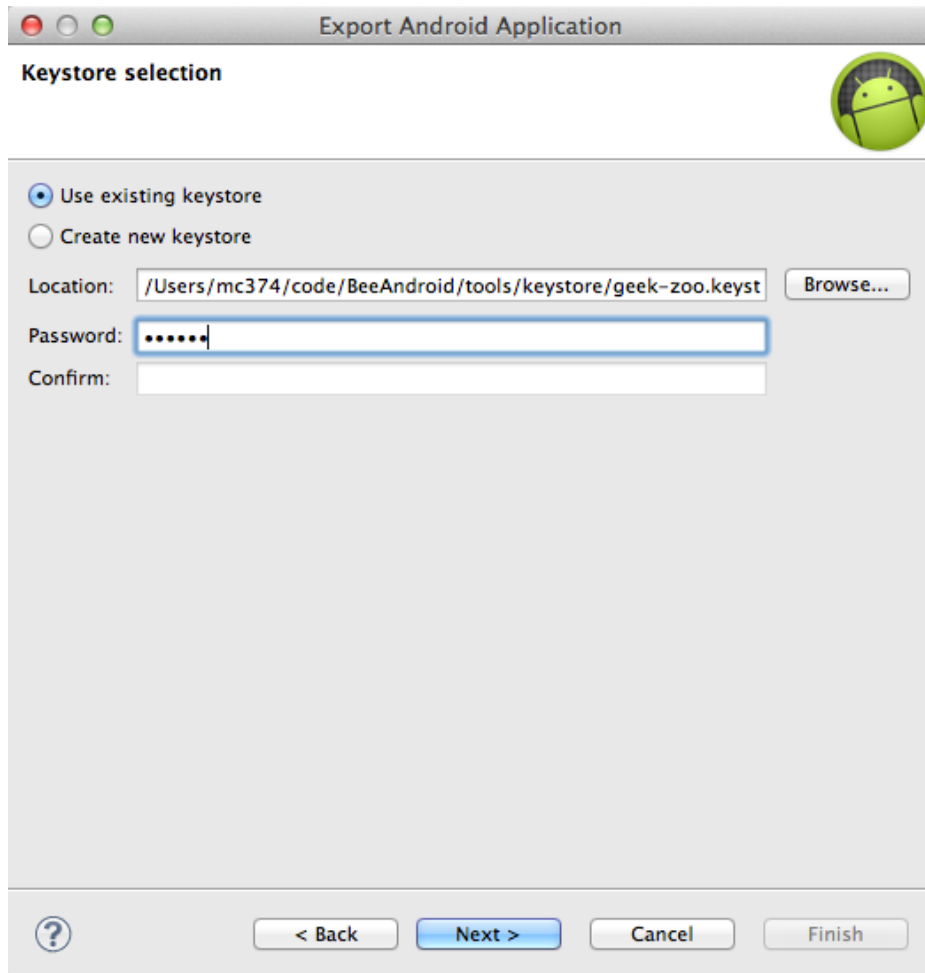 Export Android Application
Keystore selection
Use existing keystore
Create new keystore
Location: /Users/mc374/code/BeeAndroid/tools/keystore/geek-zoo.keyst Browse...
Password: ••••••
Confirm:
? < Back Next > Cancel Finish